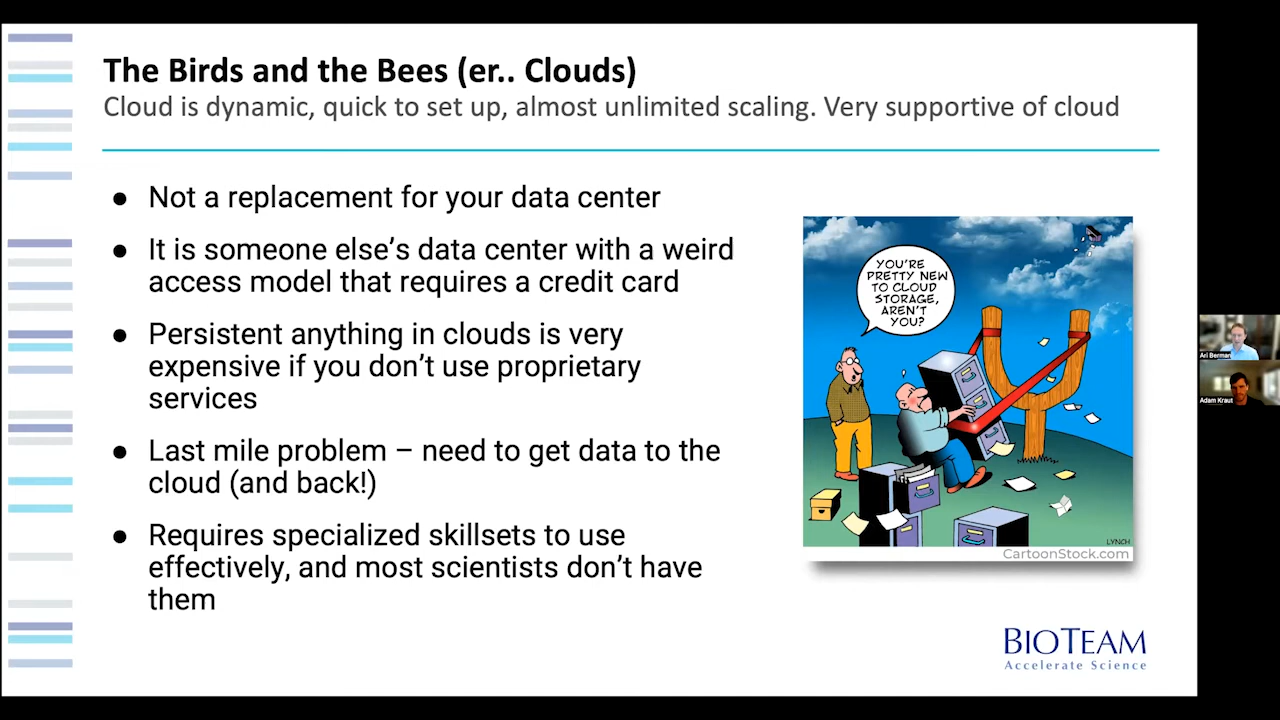 The Birds and the Bees (er.. Clouds)
Cloud is dynamic, quick to set up, almost unlimited scaling. Very supportive of cloud
● Not a replacement for your data center
● It is someone else’s data center with a weird
access model that requires a credit card
● Persistent anything in clouds is very
expensive if you don’t use proprietary
services
● Last mile problem – need to get data to the
cloud (and back!)
● Requires specialized skillsets to use
effectively, and most scientists don’t have
them
YOU'RE
PRETTY NEW
TO CLOUD
STORAGE,
AREN'T
YOU?
LYNCH
CartoonStock.com
BIOTEAM
Accelerate Science
Ari Berman
Adam Kraut